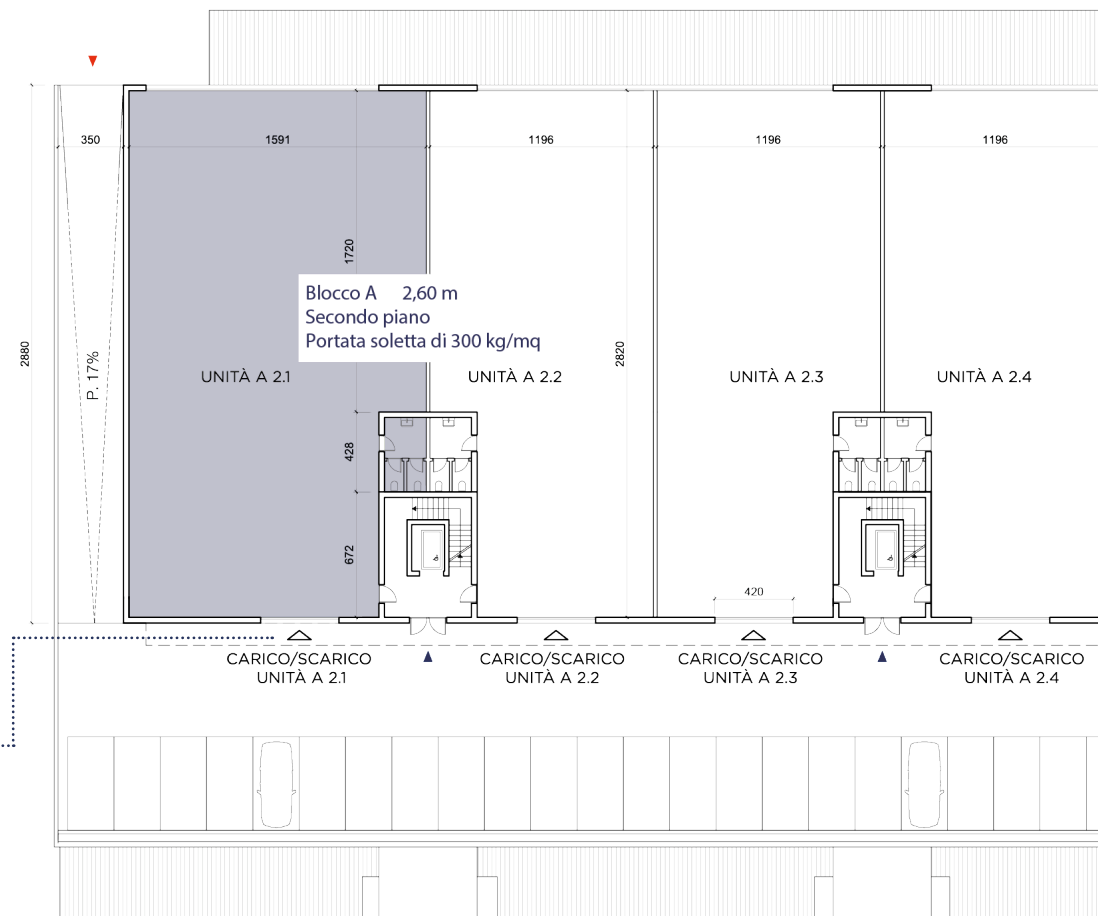 350
1591
1196
1196
1196
1720
Blocco A 2,60 m
Secondo piano
Portata soletta di 300 kg/mq
2880
P. 17%
2820
UNITÀ A 2.1
UNITÀ A 2.2
UNITÀ A 2.3
UNITÀ A 2.4
428
672
420
CARICO/SCARICO
UNITÀ A 2.1
CARICO/SCARICO
UNITÀ A 2.2
CARICO/SCARICO
UNITÀ A 2.3
CARICO/SCARICO
UNITÀ A 2.4